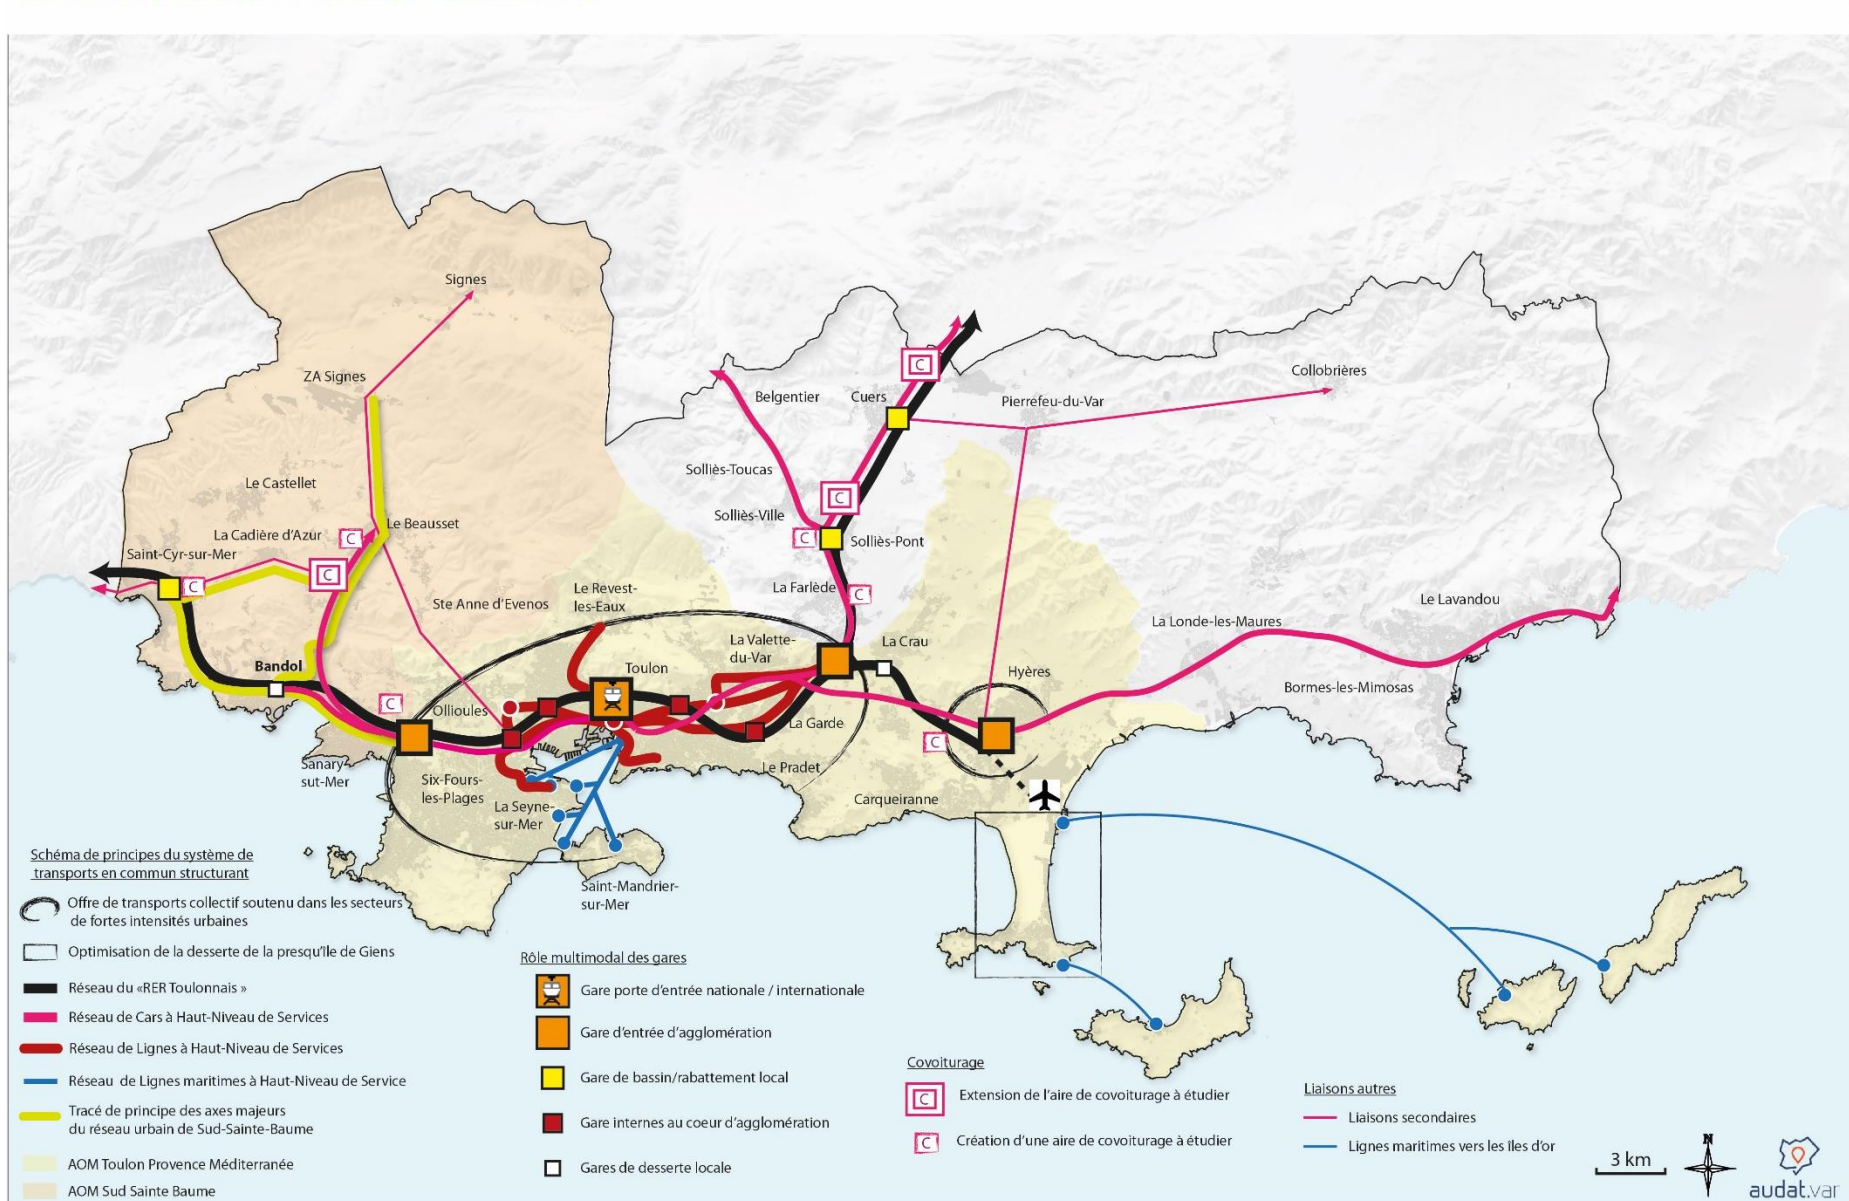 Signes
ZA Signes
Belgentier
Cuers
Pierrefeu-du-Var
Collobrières
Le Castellet
Solliès-Toucas
Solliès-Ville
Le Beausset
La Cadière d'Azur
Saint-Cyr-sur-Mer
Solliès-Pont
La Farlède
Le Revest-
les-Eaux
Ste Anne d'Evenos
Le Lavandou
La Londe-les-Maures
La Valette-
du-Var
La Crau
Bandol
Toulon
Hyères
Bormes-les-Mimosas
Ollioules
La Garde
Sanary-
sut-Mer
Le Pradet
Six-Fours-
les-Plages
La Seyne-
sur-Mer
Carqueiranne
Saint-Mandrier-
sur-Mer
C
C
C
C
C
C
C
C
C
C
Schéma de principes du système de
transports en commun structurant
Offre de transports collectif soutenu dans les secteurs
de fortes intensités urbaines
Optimisation de la desserte de la presqu'île de Giens
Réseau du «RER Toulonnais »
Réseau de Cars à Haut-Niveau de Services
Réseau de Lignes à Haut-Niveau de Services
Réseau de Lignes maritimes à Haut-Niveau de Service
Tracé de principe des axes majeurs
du réseau urbain de Sud-Sainte-Baume
AOM Toulon Provence Méditerranée
AOM Sud Sainte Baume
Rôle multimodal des gares
Gare porte d'entrée nationale / internationale
Gare d'entrée d'agglomération
Gare de bassin/rabattement local
Gare internes au coeur d'agglomération
Gares de desserte locale
Covoiturage
C Extension de l'aire de covoiturage à étudier
C Création d'une aire de covoiturage à étudier
Liaisons autres
Liaisons secondaires
Lignes maritimes vers les îles d'or
3 km
N
audat.var